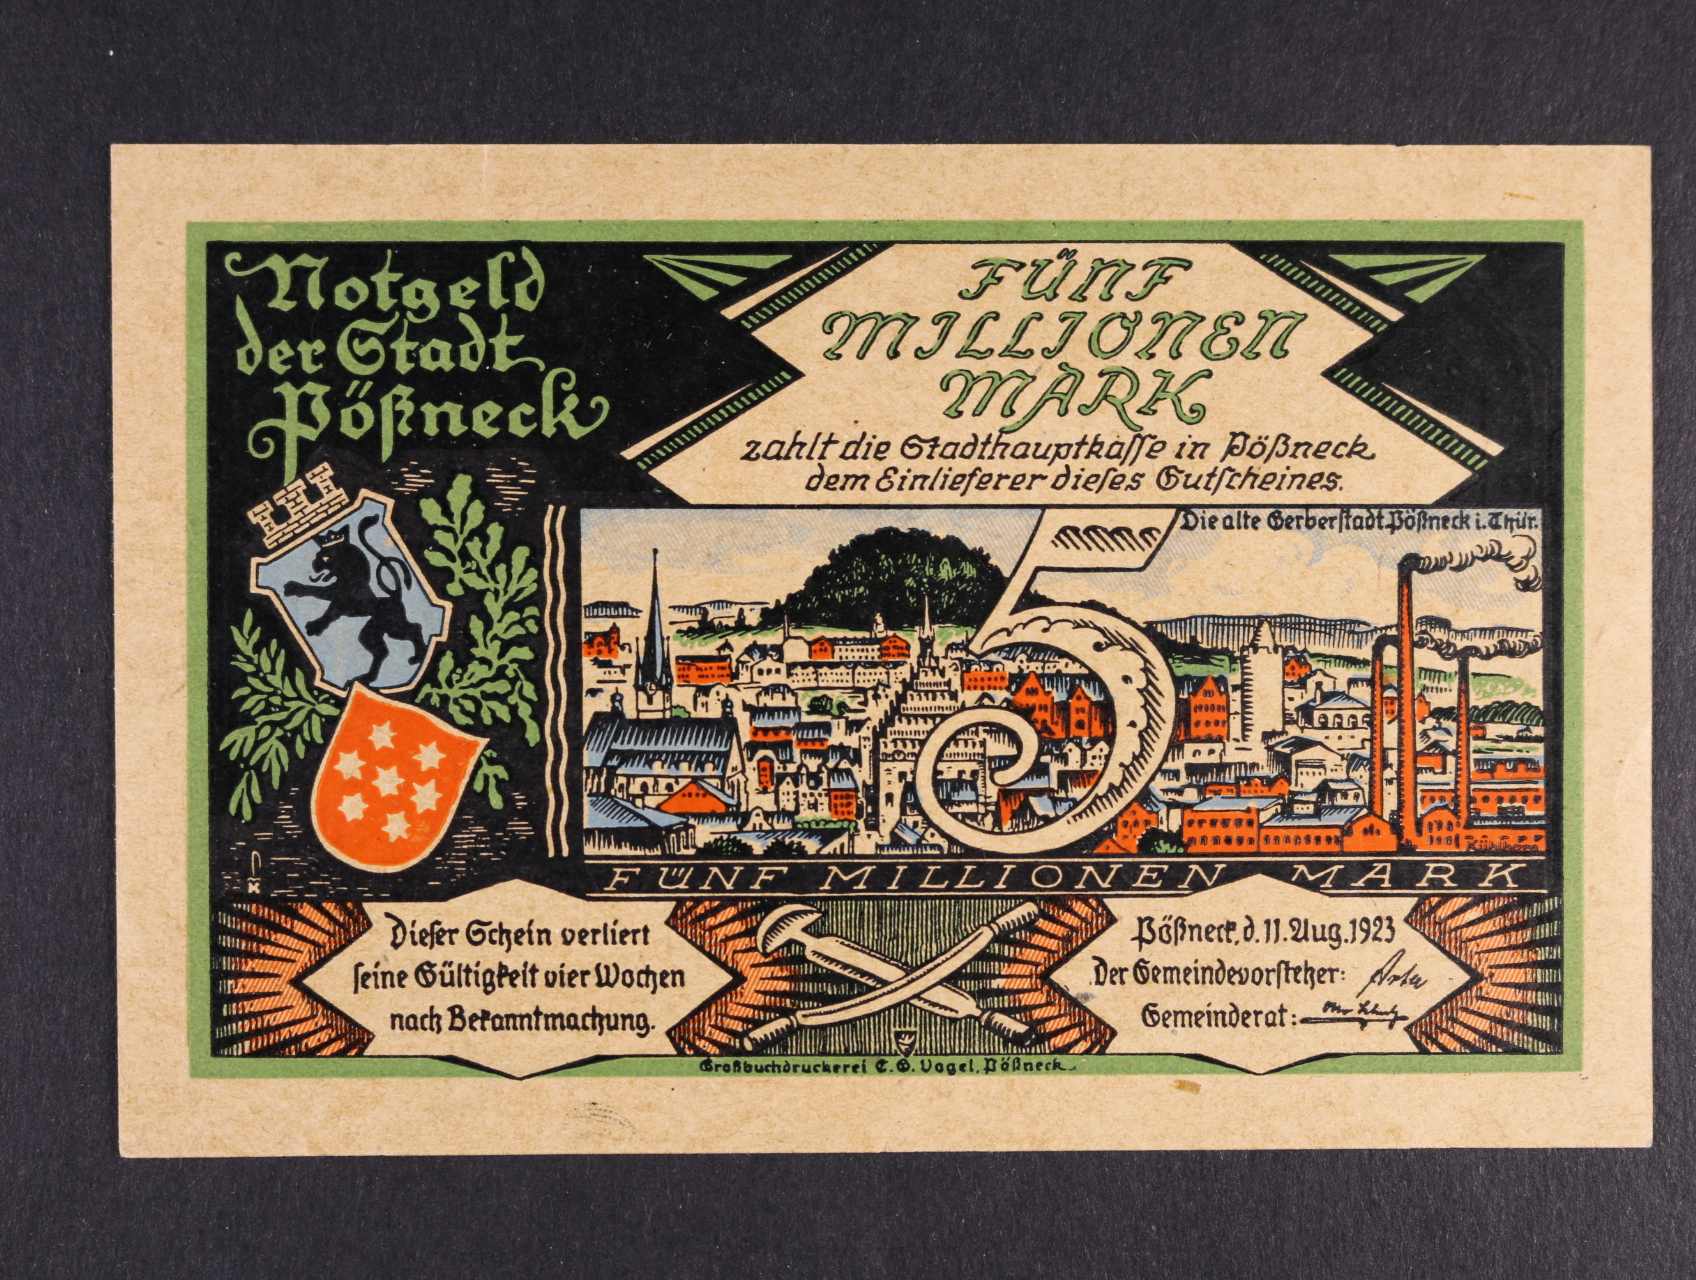 Notgeld
der Stadt
Pößneck
FÜNF
MILLIONEN
MARK
zahlt die Stadthauptkasse in Pößneck
dem Einlieferer dieses Gutscheines.
Die alte Gerberstadt Pößneck i. Thür.
5
FÜNF MILLIONEN MARK
Dieser Schein verliert
seine Gültigkeit vier Wochen
nach Bekanntmachung.
Pößneck, d. 11. Aug. 1923
Der Gemeindevorsteher:
Gemeinderat:
Großbuchdruckerei C. G. Vogel, Pößneck.